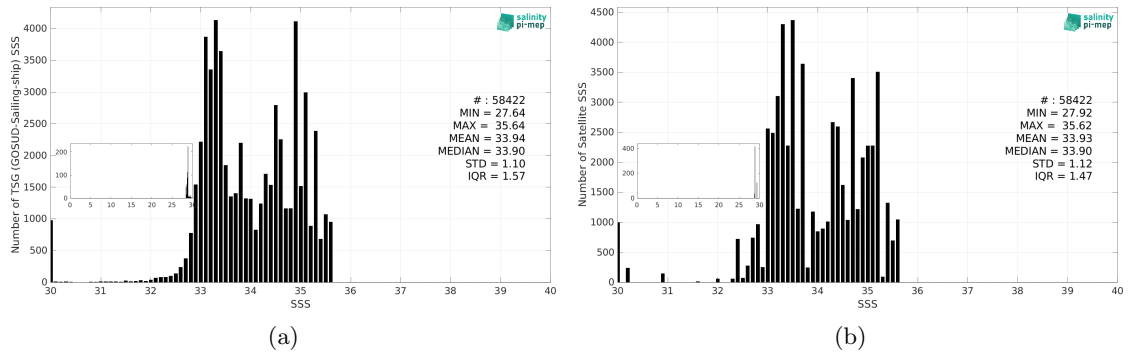 salinity
pi-mep
4000
3500
3000
2500
2000
1500
1000
500
0
Number of TSG (GOSUD-Sailing-ship) SSS
# : 58422
MIN = 27.64
MAX = 35.64
MEAN = 33.94
MEDIAN = 33.90
STD = 1.10
IQR = 1.57
200
100
0
0 5 10 15 20 25 30
30 31 32 33 34 35 36 37 38 39 40
SSS
(a)
salinity
pi-mep
4500
4000
3500
3000
2500
2000
1500
1000
500
0
Number of Satellite SSS
# : 58422
MIN = 27.92
MAX = 35.62
MEAN = 33.93
MEDIAN = 33.90
STD = 1.12
IQR = 1.47
400
200
0
0 5 10 15 20 25 30
30 31 32 33 34 35 36 37 38 39 40
SSS
(b)